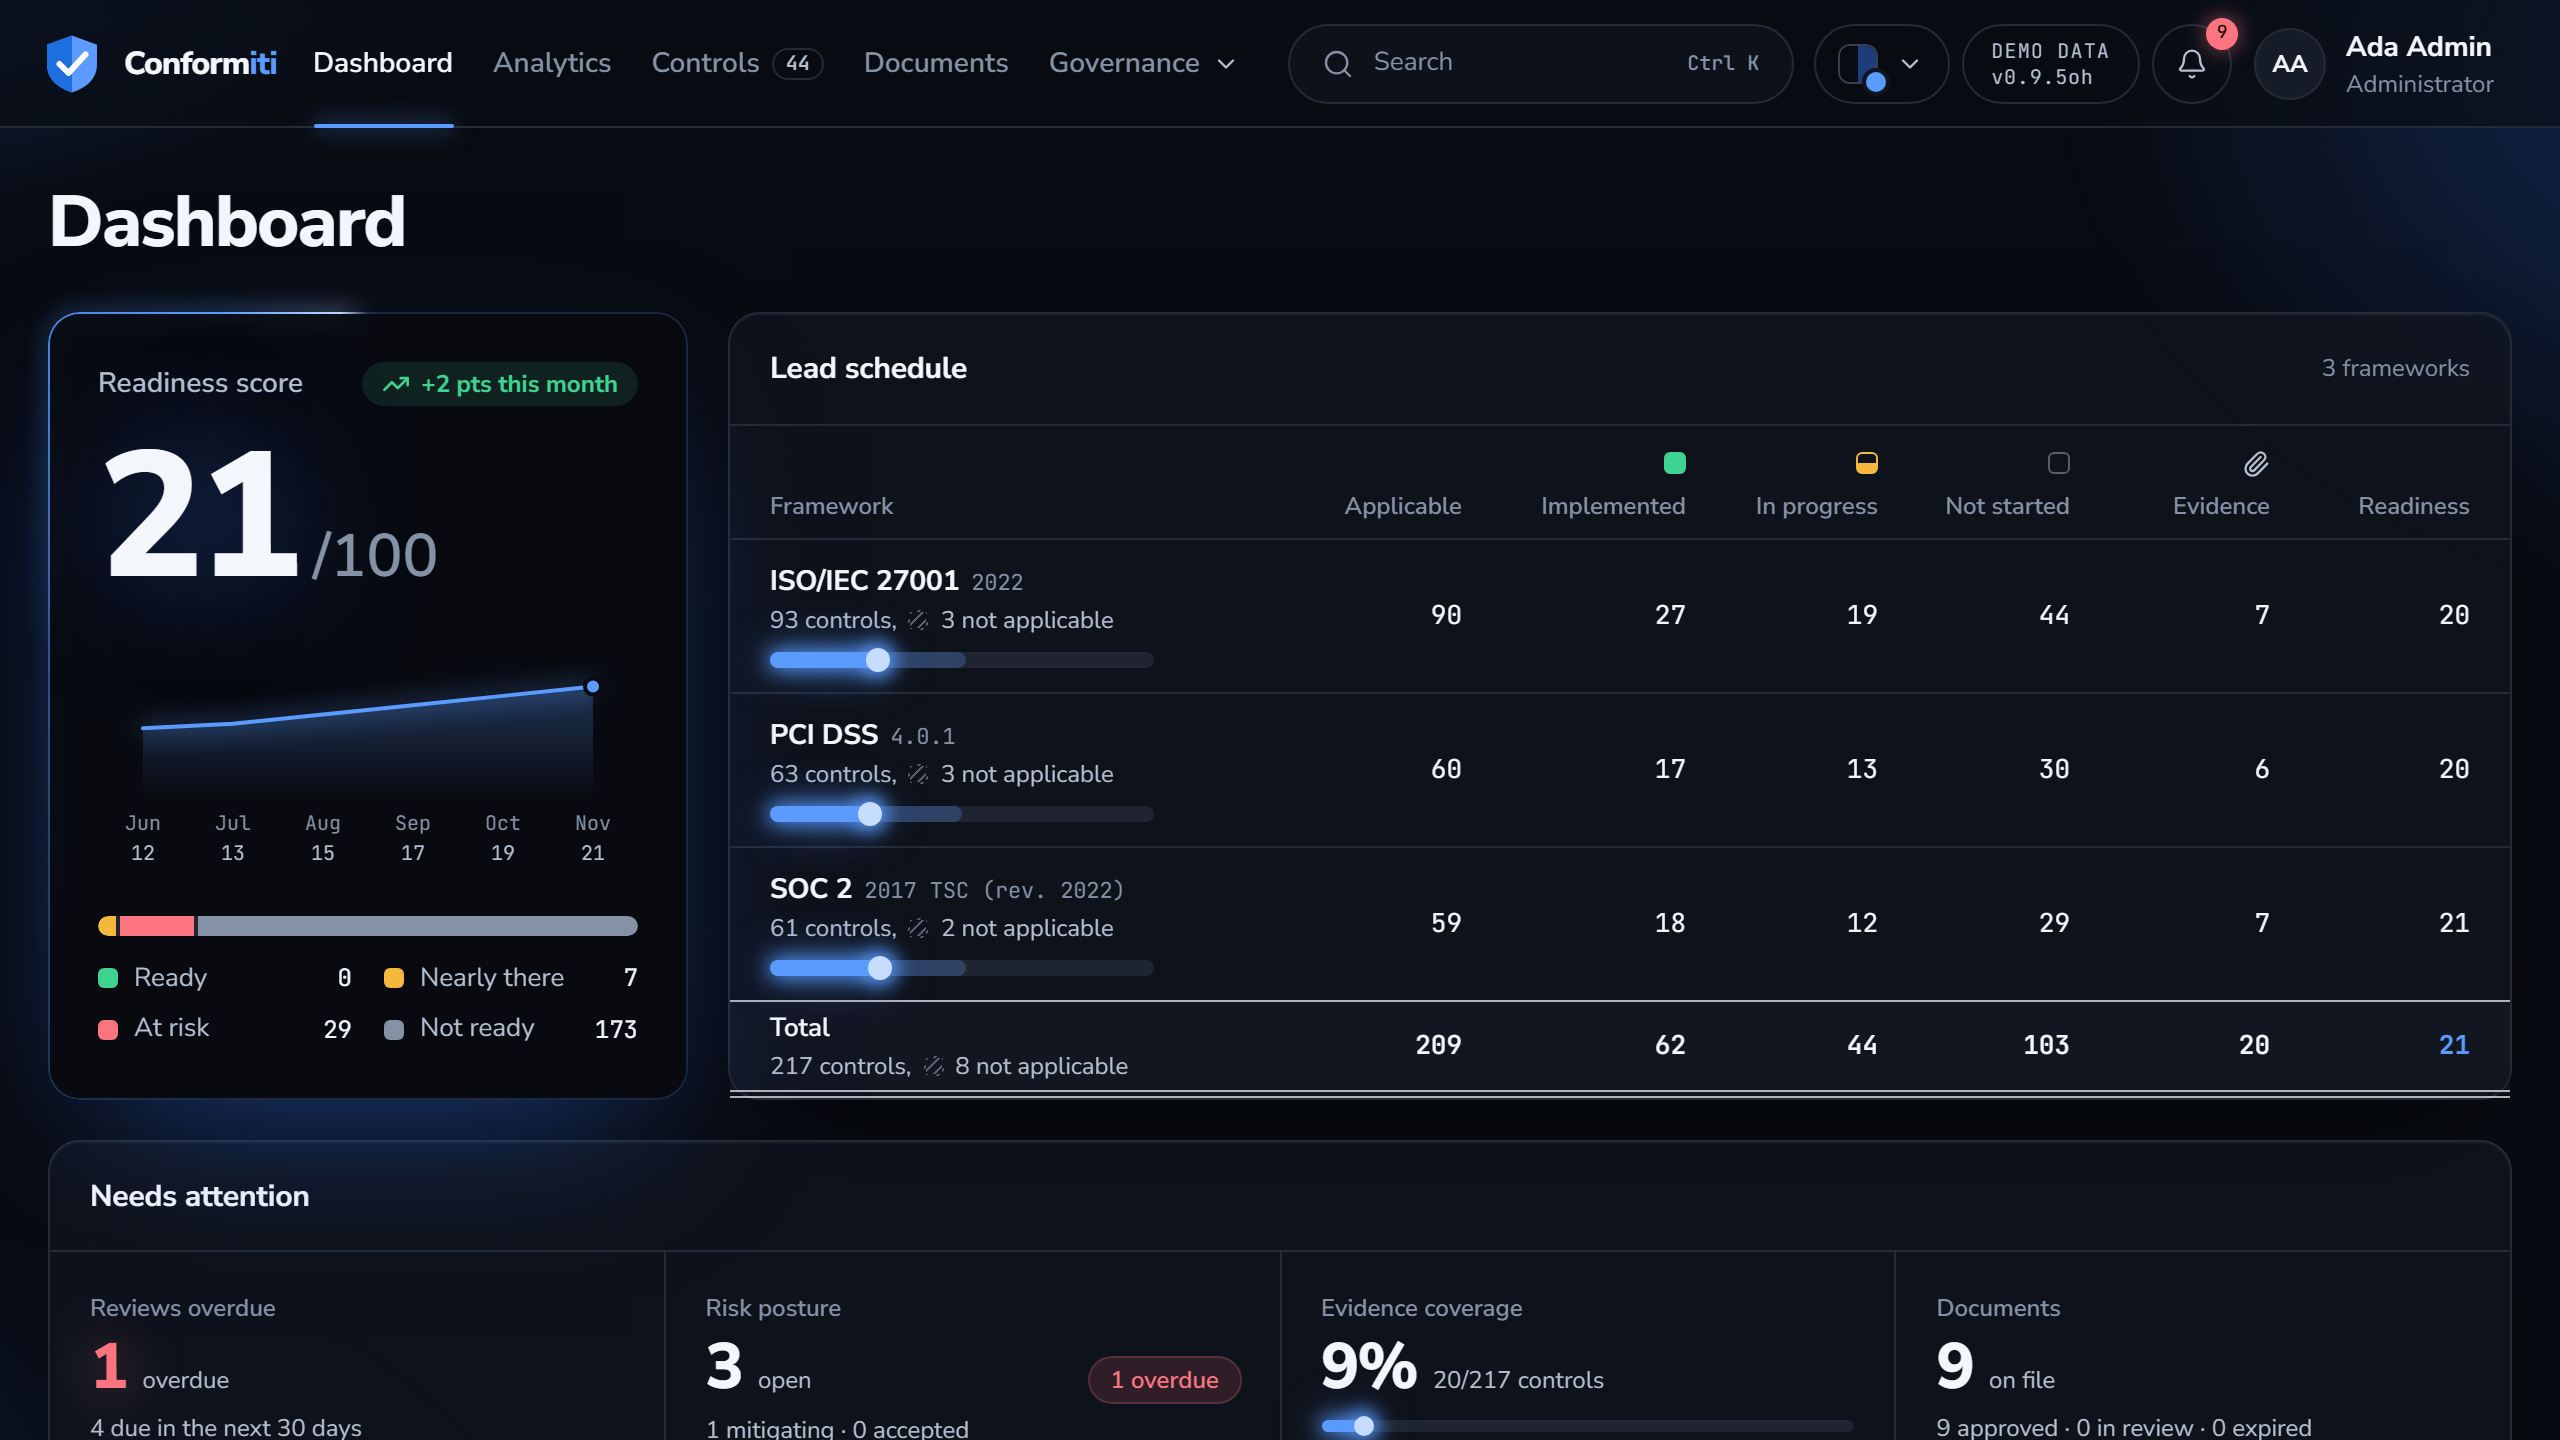 Conformiti
Dashboard
Analytics
Controls 44
Documents
Governance
Search Ctrl K
DEMO DATA
v0.9.5oh
9
AA
Ada Admin
Administrator
Dashboard
Readiness score
+2 pts this month
21 /100
Jun Jul Aug Sep Oct Nov
12 13 15 17 19 21
Ready 0 Nearly there 7
At risk 29 Not ready 173
Lead schedule
3 frameworks
Framework Applicable Implemented In progress Not started Evidence Readiness
ISO/IEC 27001 2022
93 controls, 3 not applicable
90 27 19 44 7 20
PCI DSS 4.0.1
63 controls, 3 not applicable
60 17 13 30 6 20
SOC 2 2017 TSC (rev. 2022)
61 controls, 2 not applicable
59 18 12 29 7 21
Total
217 controls, 8 not applicable
209 62 44 103 20 21
Needs attention
Reviews overdue
1 overdue
4 due in the next 30 days
Risk posture
3 open
1 overdue
1 mitigating · 0 accepted
Evidence coverage
9% 20/217 controls
Documents
9 on file
9 approved · 0 in review · 0 expired